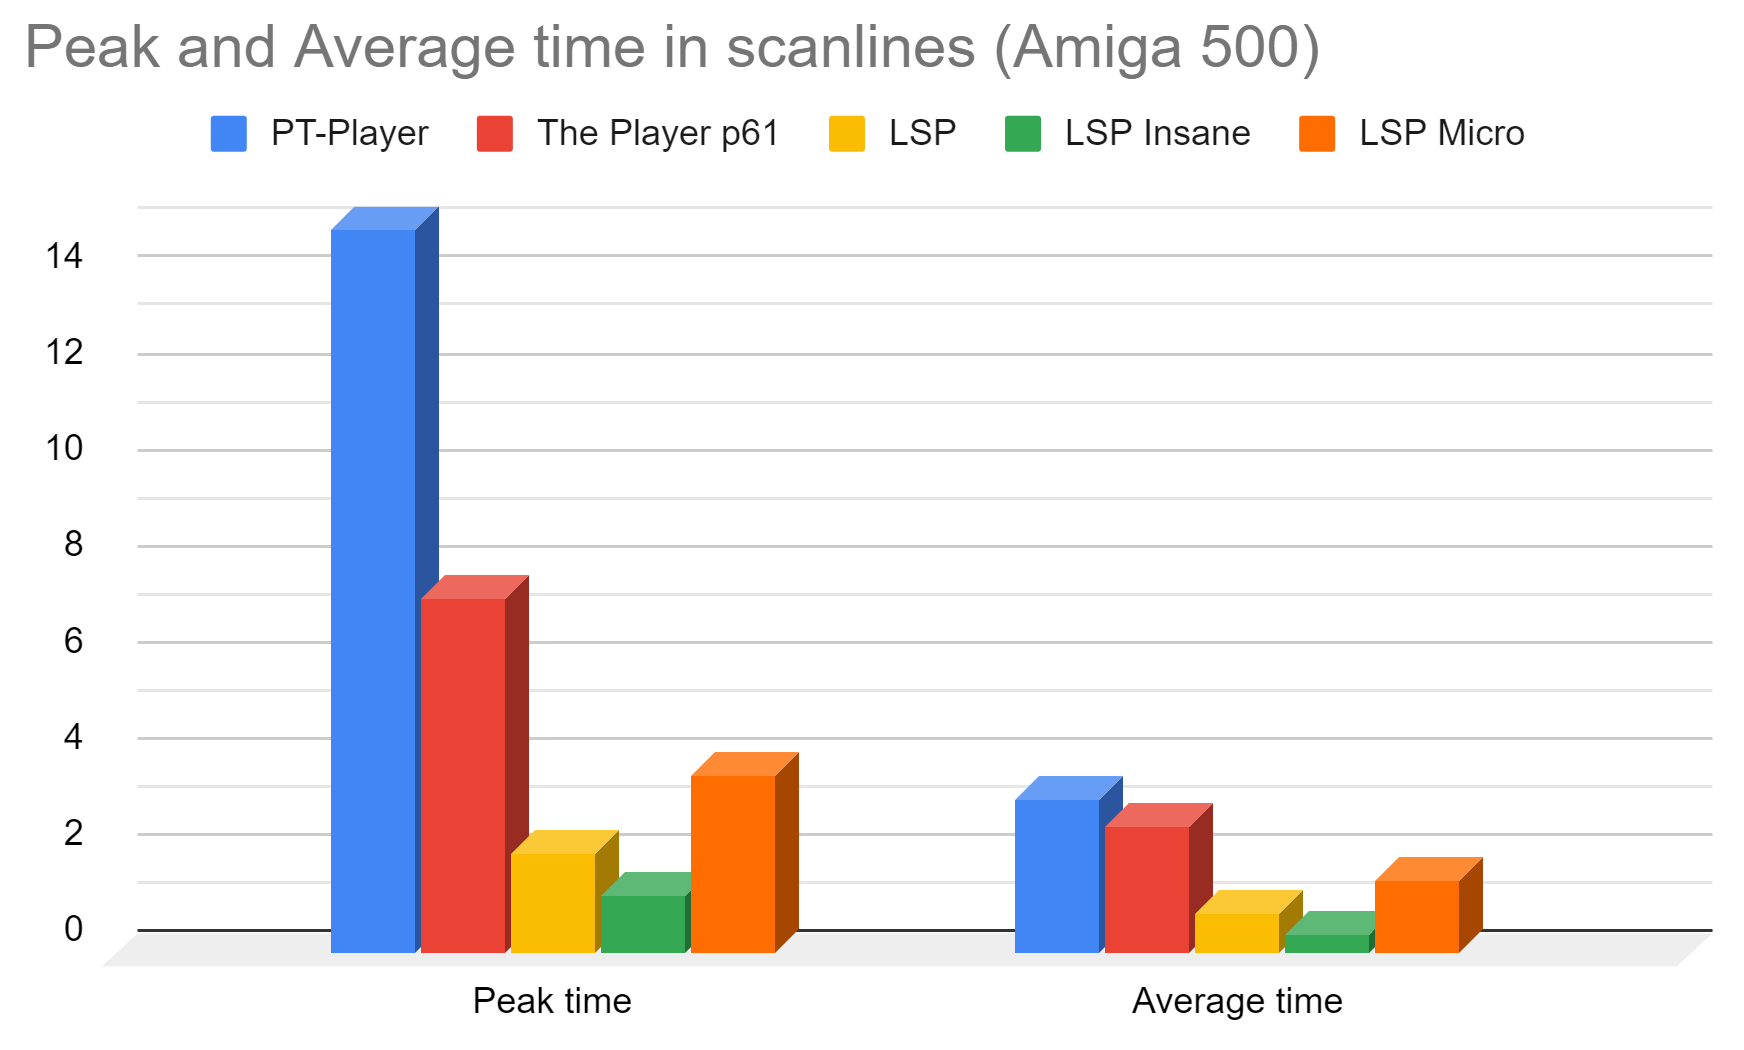 Peak and Average time in scanlines (Amiga 500)
PT-Player The Player p61 LSP LSP Insane LSP Micro
14
12
10
8
6
4
2
0
Peak time Average time